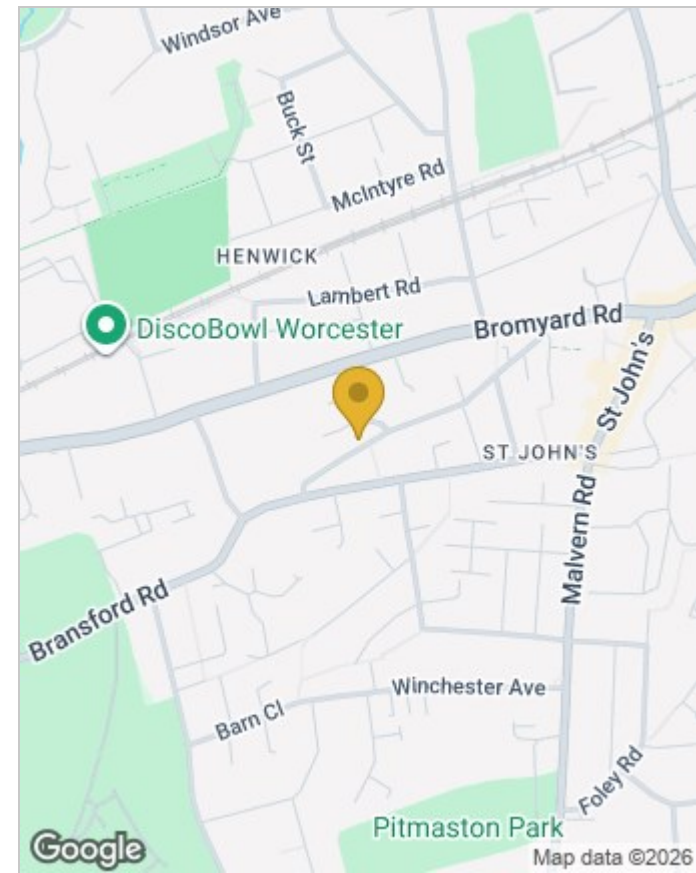 Windsor Ave
Buck St
McIntyre Rd
HENWICK
Lambert Rd
DiscoBowl Worcester
Bromyard Rd
St John's
ST JOHN'S
Malvern Rd
Bransford Rd
Winchester Ave
Barn Cl
Foley Rd
Pitmaston Park
Google
Map data ©2026